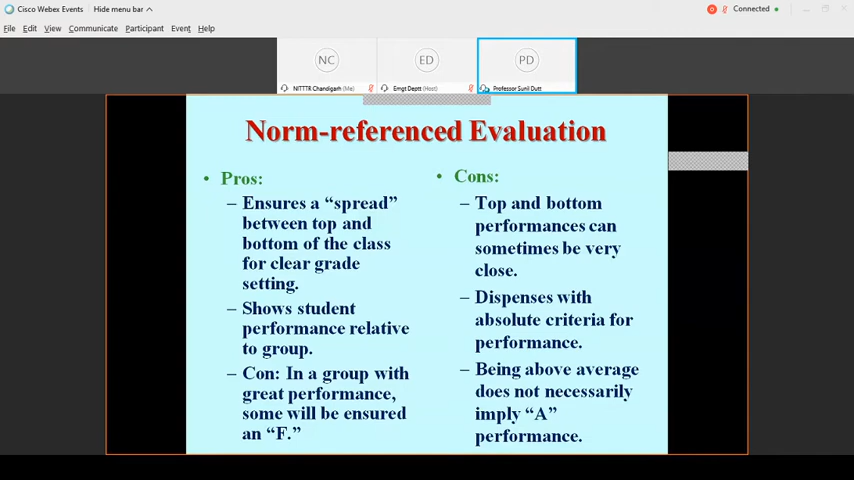 Cisco Webex Events
Hide menu bar
Connected
File Edit View Communicate Participant Event Help
NC
ED
PD
NITTTR Chandigarh (Me)
Emgt Deptt (Host)
Professor Sunil Dutt
Norm-referenced Evaluation
• Pros:
– Ensures a “spread”
between top and
bottom of the class
for clear grade
setting.
– Shows student
performance relative
to group.
– Con: In a group with
great performance,
some will be ensured
an “F.”
• Cons:
– Top and bottom
performances can
sometimes be very
close.
– Dispenses with
absolute criteria for
performance.
– Being above average
does not necessarily
imply “A”
performance.